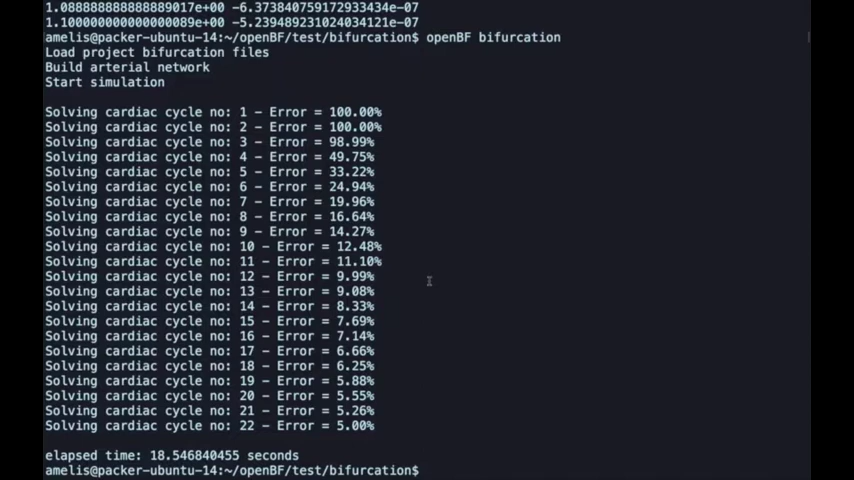 1.0888888888888889017e+00 -6.373840759172933434e-07
1.100000000000000089e+00 -5.239489231024034121e-07
amelis@packer-ubuntu-14:~/openBF/test/bifurcation$ openBF bifurcation
Load project bifurcation files
Build arterial network
Start simulation
Solving cardiac cycle no: 1 - Error = 100.00%
Solving cardiac cycle no: 2 - Error = 100.00%
Solving cardiac cycle no: 3 - Error = 98.99%
Solving cardiac cycle no: 4 - Error = 49.75%
Solving cardiac cycle no: 5 - Error = 33.22%
Solving cardiac cycle no: 6 - Error = 24.94%
Solving cardiac cycle no: 7 - Error = 19.96%
Solving cardiac cycle no: 8 - Error = 16.64%
Solving cardiac cycle no: 9 - Error = 14.27%
Solving cardiac cycle no: 10 - Error = 12.48%
Solving cardiac cycle no: 11 - Error = 11.10%
Solving cardiac cycle no: 12 - Error = 9.99%
Solving cardiac cycle no: 13 - Error = 9.08%
Solving cardiac cycle no: 14 - Error = 8.33%
Solving cardiac cycle no: 15 - Error = 7.69%
Solving cardiac cycle no: 16 - Error = 7.14%
Solving cardiac cycle no: 17 - Error = 6.66%
Solving cardiac cycle no: 18 - Error = 6.25%
Solving cardiac cycle no: 19 - Error = 5.88%
Solving cardiac cycle no: 20 - Error = 5.55%
Solving cardiac cycle no: 21 - Error = 5.26%
Solving cardiac cycle no: 22 - Error = 5.00%
elapsed time: 18.546840455 seconds
amelis@packer-ubuntu-14:~/openBF/test/bifurcation$